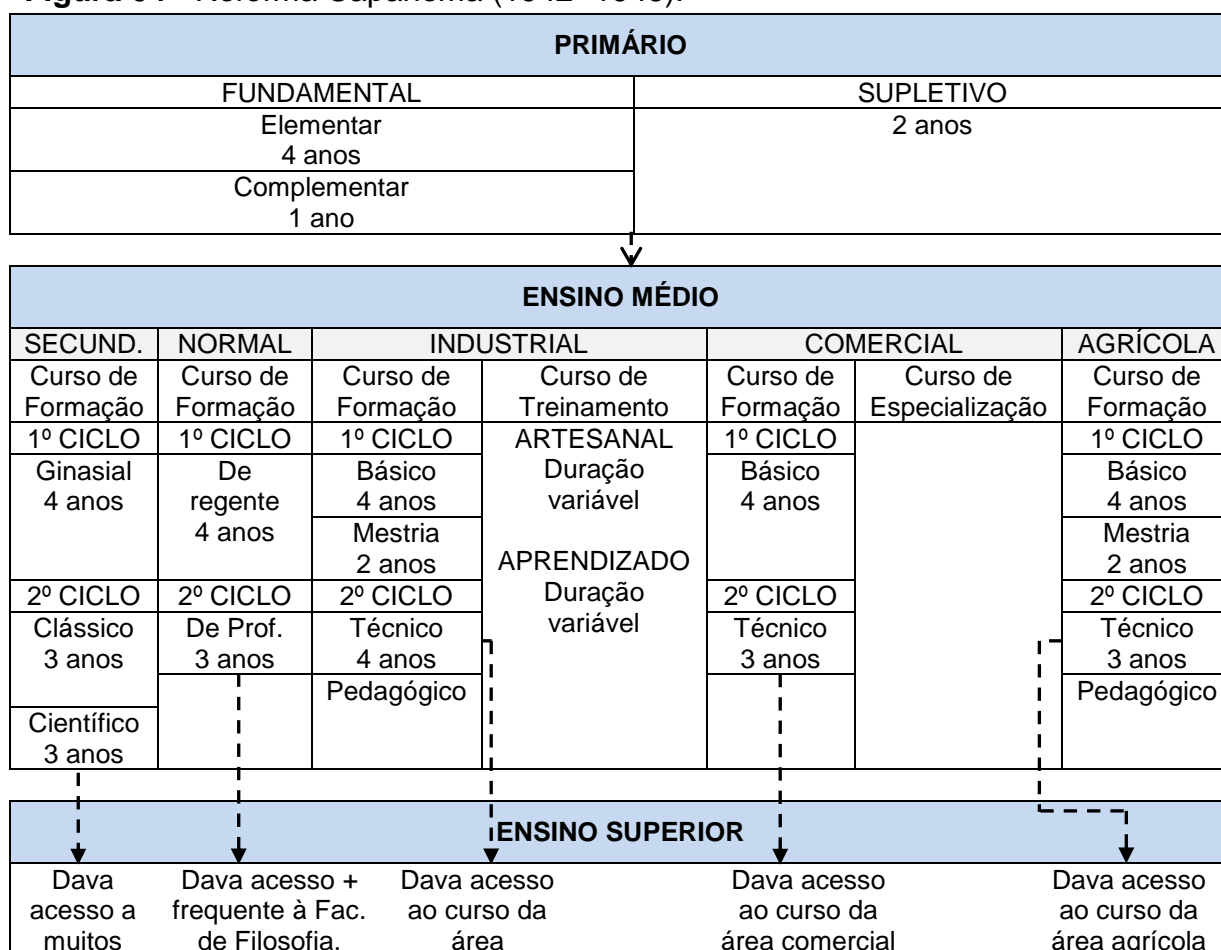 Figura - Reforma Capanema
PRIMÁRIO
FUNDAMENTAL SUPLETIVO
Elementar 2 anos
4 anos
Complementar
1 ano
ENSINO MÉDIO
SECUND. NORMAL INDUSTRIAL COMERCIAL AGRÍCOLA
Curso de Curso de Curso de Curso de Curso de Curso de Curso de
Formação Formação Formação Treinamento Formação Especialização Formação
1º CICLO 1º CICLO 1º CICLO ARTESANAL 1º CICLO 1º CICLO
Ginasial De Básico Duração Básico Básico
4 anos regente 4 anos variável 4 anos 4 anos
4 anos Mestria Mestria
2 anos APRENDIZADO 2 anos
2º CICLO 2º CICLO 2º CICLO Duração 2º CICLO 2º CICLO
Clássico De Prof. Técnico variável Técnico Técnico
3 anos 3 anos 4 anos 3 anos 3 anos
Pedagógico Pedagógico
Científico
3 anos
ENSINO SUPERIOR
Dava Dava acesso + Dava acesso Dava acesso Dava acesso
acesso a frequente à Fac. ao curso da ao curso da ao curso da
muitos de Filosofia. área área comercial área agrícola